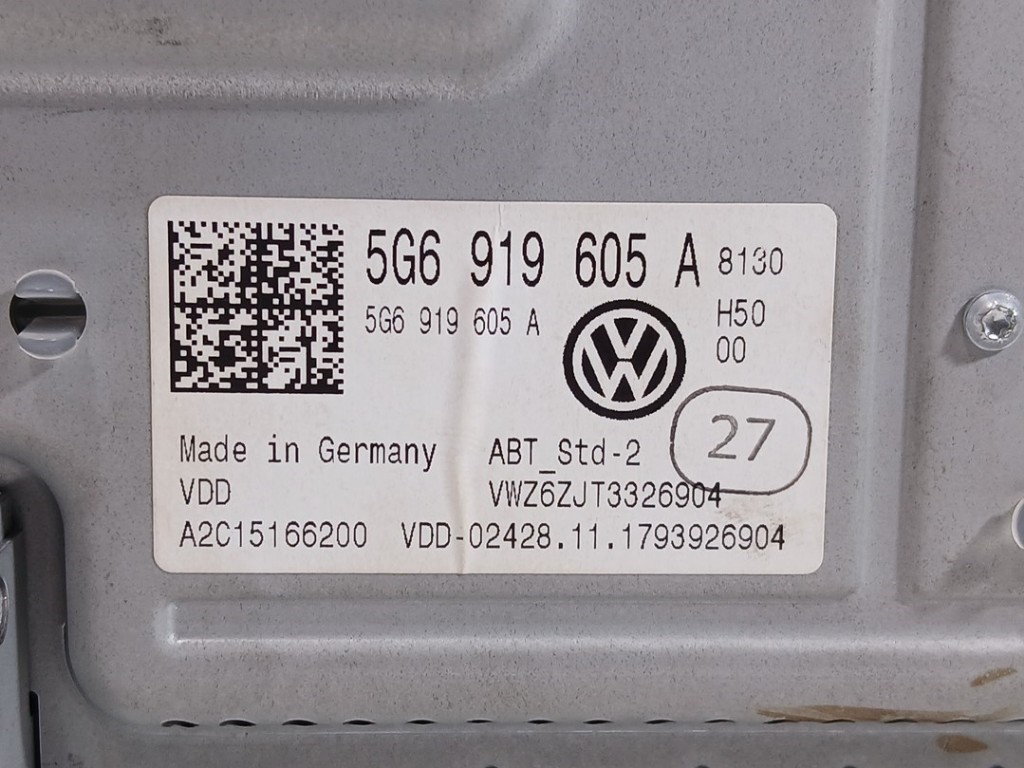 5G6 919 605 A 8130
5G6 919 605 A
H50
00
27
Made in Germany ABT_Std-2
VDD VWZ6ZJT3326904
A2C15166200 VDD-02428.11.1793926904